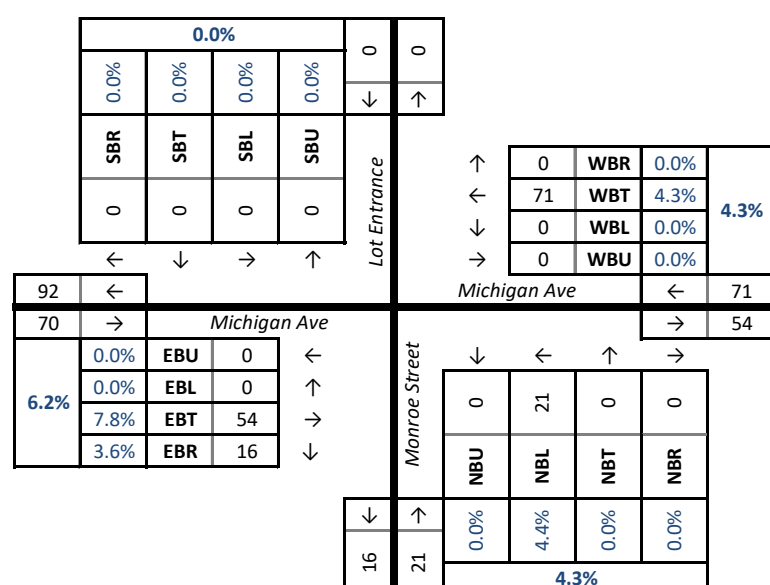 0.0%
0.0% 0.0% 0.0% 0.0%
SBR SBT SBL SBU
0 0 0 0
← ↓ → ↑
0 0
↓ ↑
Lot Entrance
↑ 0 WBR 0.0%
← 71 WBT 4.3%
↓ 0 WBL 0.0%
→ 0 WBU 0.0%
4.3%
92 ←
Michigan Ave ← 71
70 → Michigan Ave
→ 54
6.2%
0.0% EBU 0 ←
0.0% EBL 0 ↑
7.8% EBT 54 →
3.6% EBR 16 ↓
Monroe Street
↓ ← ↑ →
0 21 0 0
NBU NBL NBT NBR
0.0% 4.4% 0.0% 0.0%
4.3%
↓ ↑
16 21